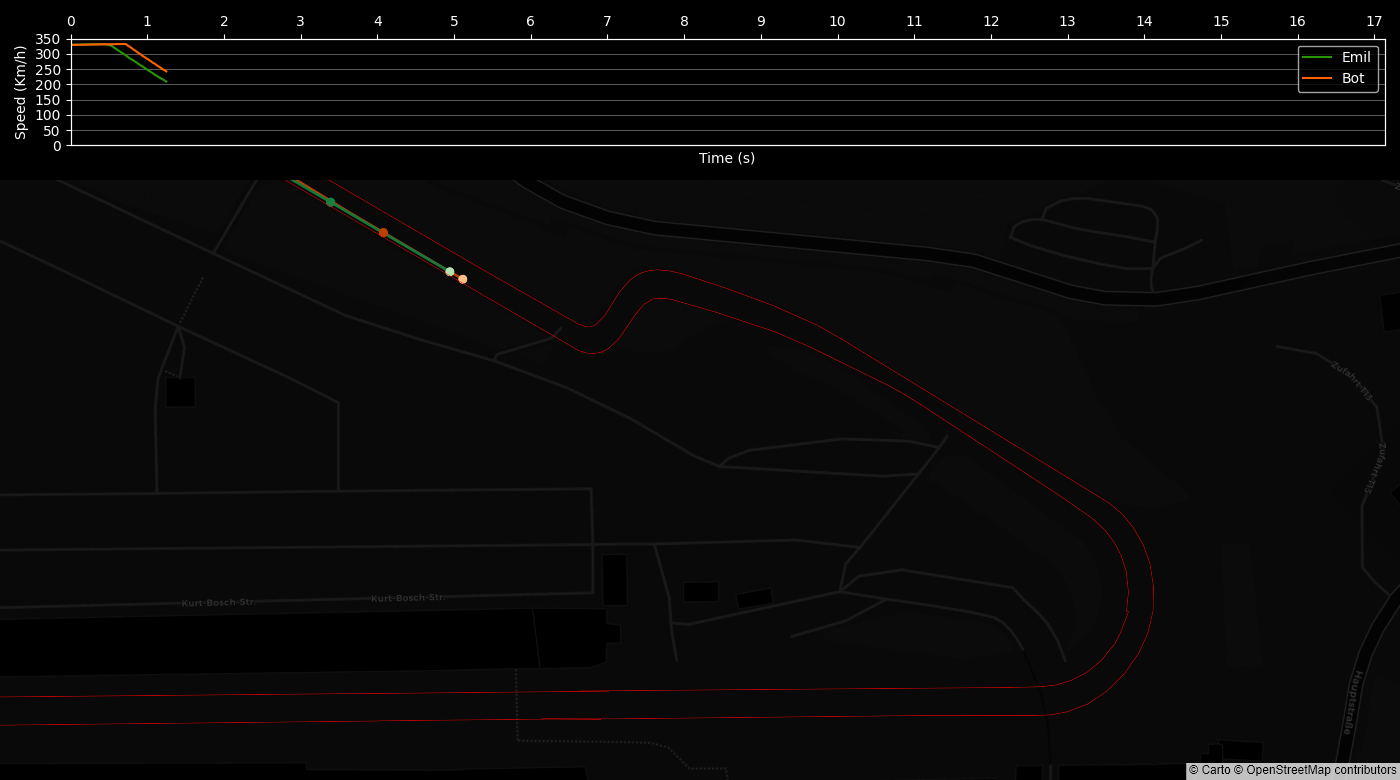 0 1 2 3 4 5 6 7 8 9 10 11 12 13 14 15 16 17
350
300
250
200
150
100
50
0
Speed (Km/h)
Emil
Bot
Time (s)
Zufahrt T13
Zufahrt T15
Kurt-Bosch-Str.
Kurt-Bosch-Str.
Hauptstraße
© Carto © OpenStreetMap contributors